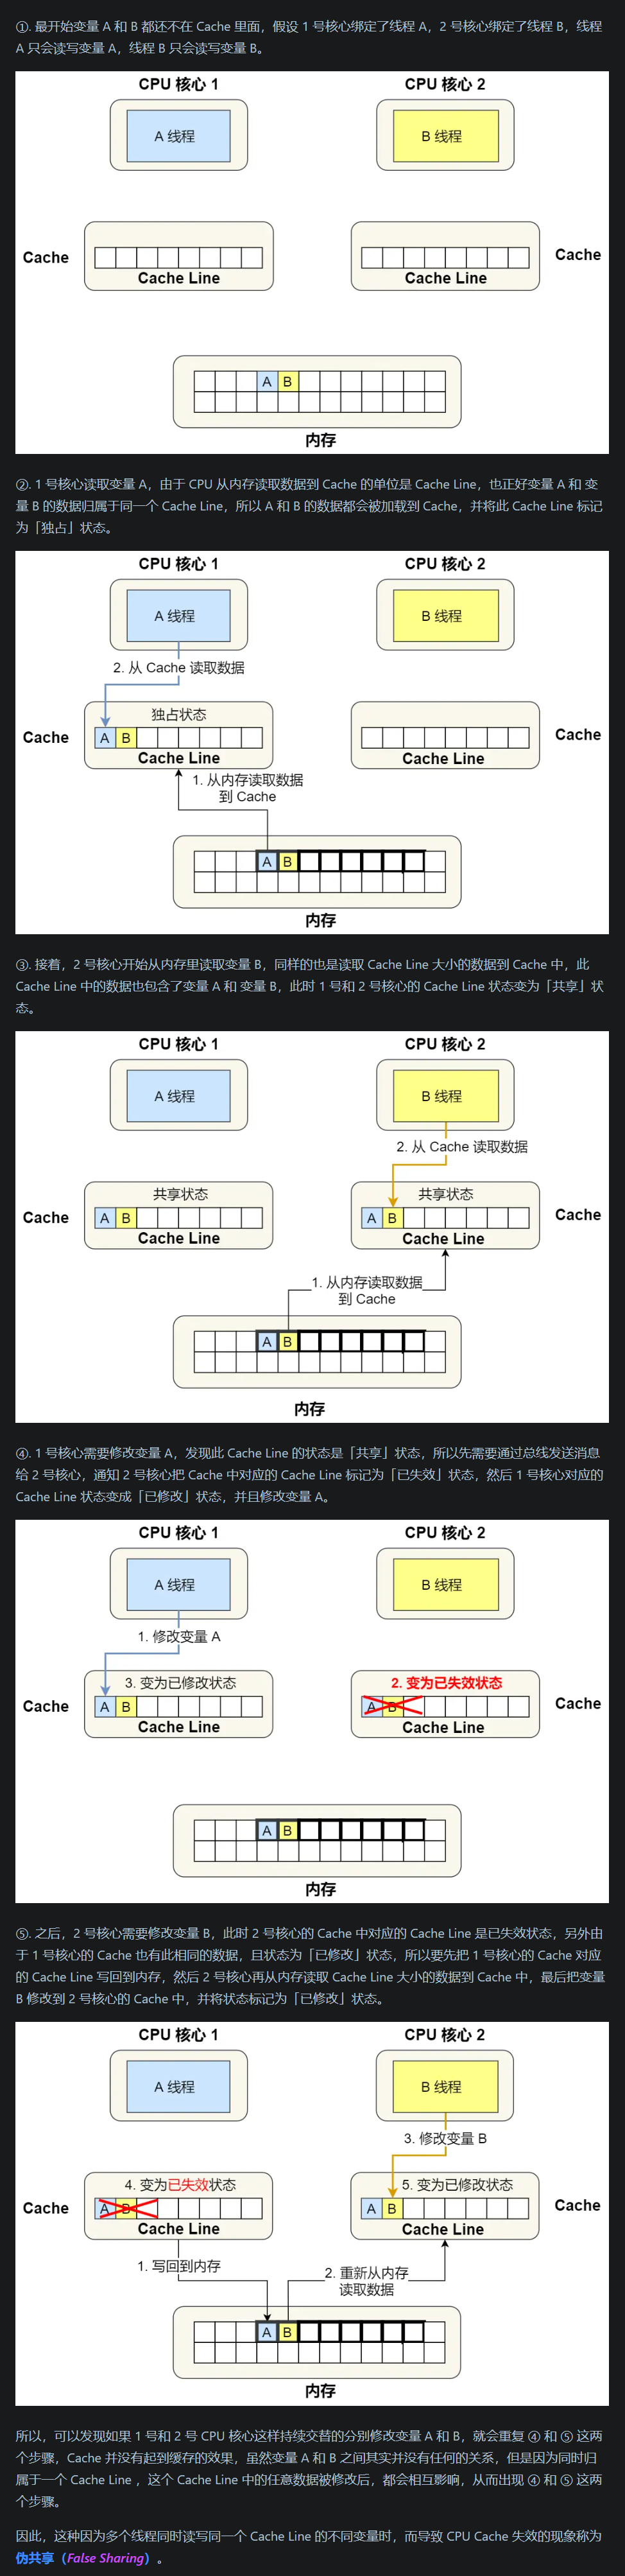 ①. 最开始变量 A 和 B 都还不在 Cache 里面，假设 1 号核心绑定了线程 A，2 号核心绑定了线程 B，线程
A 只会读写变量 A，线程 B 只会读写变量 B。
CPU 核心 1
CPU 核心 2
A 线程
B 线程
Cache
Cache Line
Cache Line
Cache
A B
内存
②. 1 号核心读取变量 A，由于 CPU 从内存读取数据到 Cache 的单位是 Cache Line，也正好变量 A 和 变
量 B 的数据归属于同一个 Cache Line，所以 A 和 B 的数据都会被加载到 Cache，并将此 Cache Line 标记
为「独占」状态。
CPU 核心 1
CPU 核心 2
A 线程
B 线程
2. 从 Cache 读取数据
独占状态
Cache
A B
Cache Line
Cache Line
Cache
1. 从内存读取数据
到 Cache
A B
内存
③. 接着，2 号核心开始从内存里读取变量 B，同样的也是读取 Cache Line 大小的数据到 Cache 中，此
Cache Line 中的数据也包含了变量 A 和 变量 B，此时 1 号和 2 号核心的 Cache Line 状态变为「共享」状
态。
CPU 核心 1
CPU 核心 2
A 线程
B 线程
2. 从 Cache 读取数据
共享状态
共享状态
Cache
A B
A B
Cache
Cache Line
Cache Line
1. 从内存读取数据
到 Cache
A B
内存
④. 1 号核心需要修改变量 A，发现此 Cache Line 的状态是「共享」状态，所以先需要通过总线发送消息
给 2 号核心，通知 2 号核心把 Cache 中对应的 Cache Line 标记为「已失效」状态，然后 1 号核心对应的
Cache Line 状态变成「已修改」状态，并且修改变量 A。
CPU 核心 1
CPU 核心 2
A 线程
B 线程
1. 修改变量 A
3. 变为已修改状态
2. 变为已失效状态
Cache
A B
A B
Cache
Cache Line
Cache Line
A B
内存
⑤. 之后，2 号核心需要修改变量 B，此时 2 号核心的 Cache 中对应的 Cache Line 是已失效状态，另外由
于 1 号核心的 Cache 也有此相同的数据，且状态为「已修改」状态，所以要先把 1 号核心的 Cache 对应
的 Cache Line 写回到内存，然后 2 号核心再从内存读取 Cache Line 大小的数据到 Cache 中，最后把变量
B 修改到 2 号核心的 Cache 中，并将状态标记为「已修改」状态。
CPU 核心 1
CPU 核心 2
A 线程
B 线程
3. 修改变量 B
4. 变为已失效状态
5. 变为已修改状态
Cache
A B
A B
Cache
Cache Line
Cache Line
1. 写回到内存
2. 重新从内存
读取数据
A B
内存
所以，可以发现如果 1 号和 2 号 CPU 核心这样持续交替的分别修改变量 A 和 B，就会重复 ④ 和 ⑤ 这两
个步骤，Cache 并没有起到缓存的效果，虽然变量 A 和 B 之间其实并没有任何的关系，但是因为同时归
属于一个 Cache Line ，这个 Cache Line 中的任意数据被修改后，都会相互影响，从而出现 ④ 和 ⑤ 这两
个步骤。
因此，这种因为多个线程同时读写同一个 Cache Line 的不同变量时，而导致 CPU Cache 失效的现象称为
伪共享（False Sharing）。